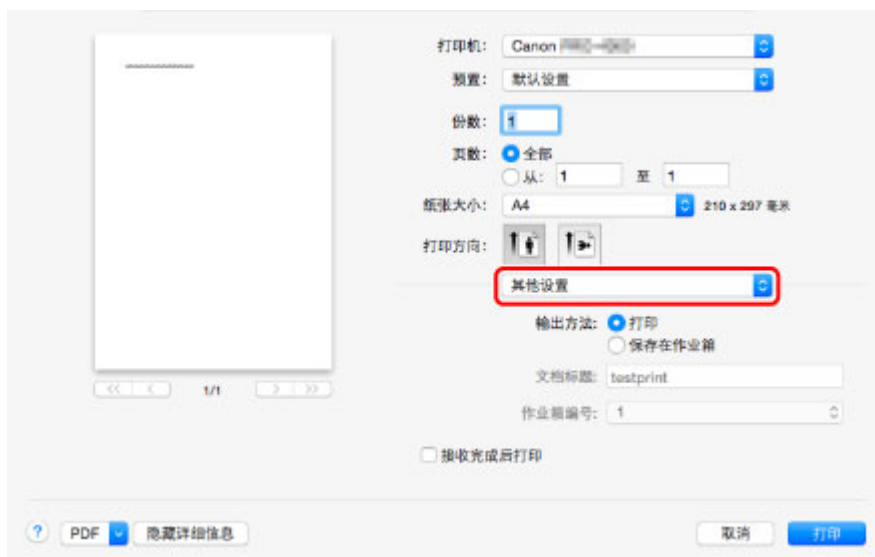 打印机: Canon
预置: 默认设置
份数: 1
页数: 全部
从: 1 至 1
纸张大小: A4 210 x 297 毫米
打印方向:
其他设置
输出方法: 打印
保存在作业箱
文档标题: testprint
作业箱编号: 1
接收完成后打印
<< < 1/1 > >>
? PDF 隐藏详细信息 取消 打印